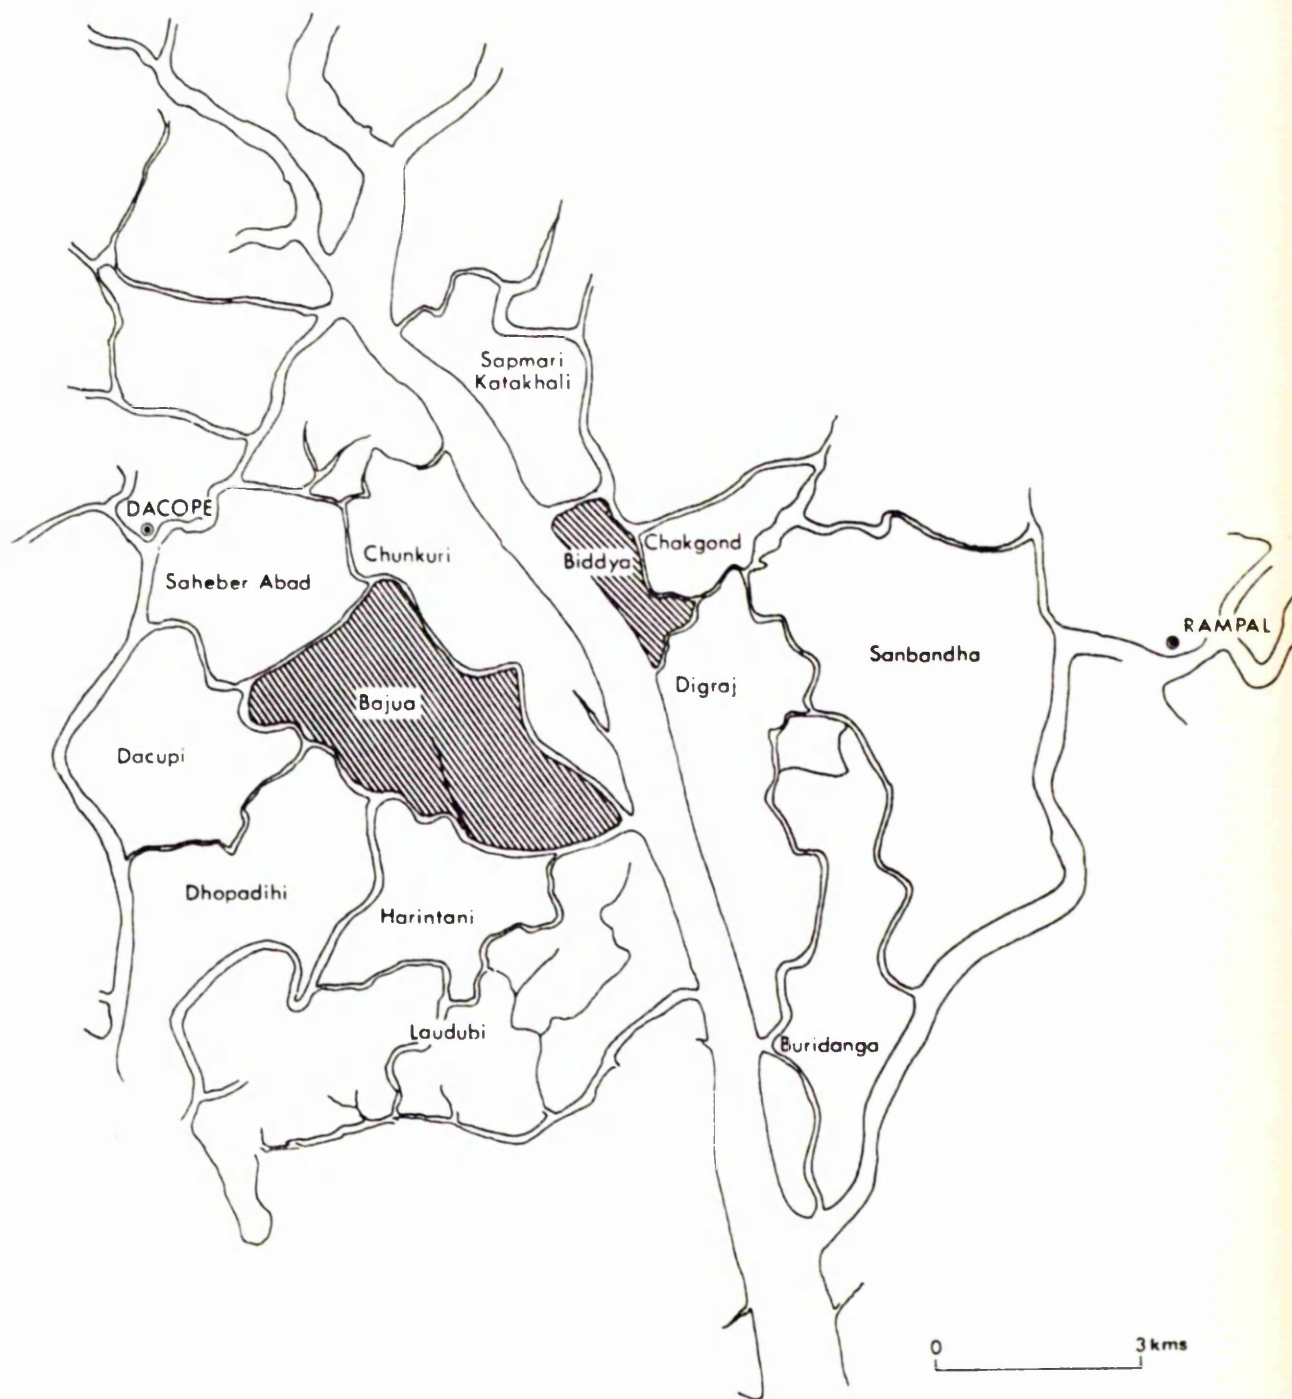 Sapmari
Katakhali
DACOPE
Chunkuri
Biddya
Chakgond
Saheber Abad
RAMPAL
Sanbandha
Digraj
Bajua
Dacupi
Dhopadihi
Harintani
Laudubi
Buridanga
0 3 kms